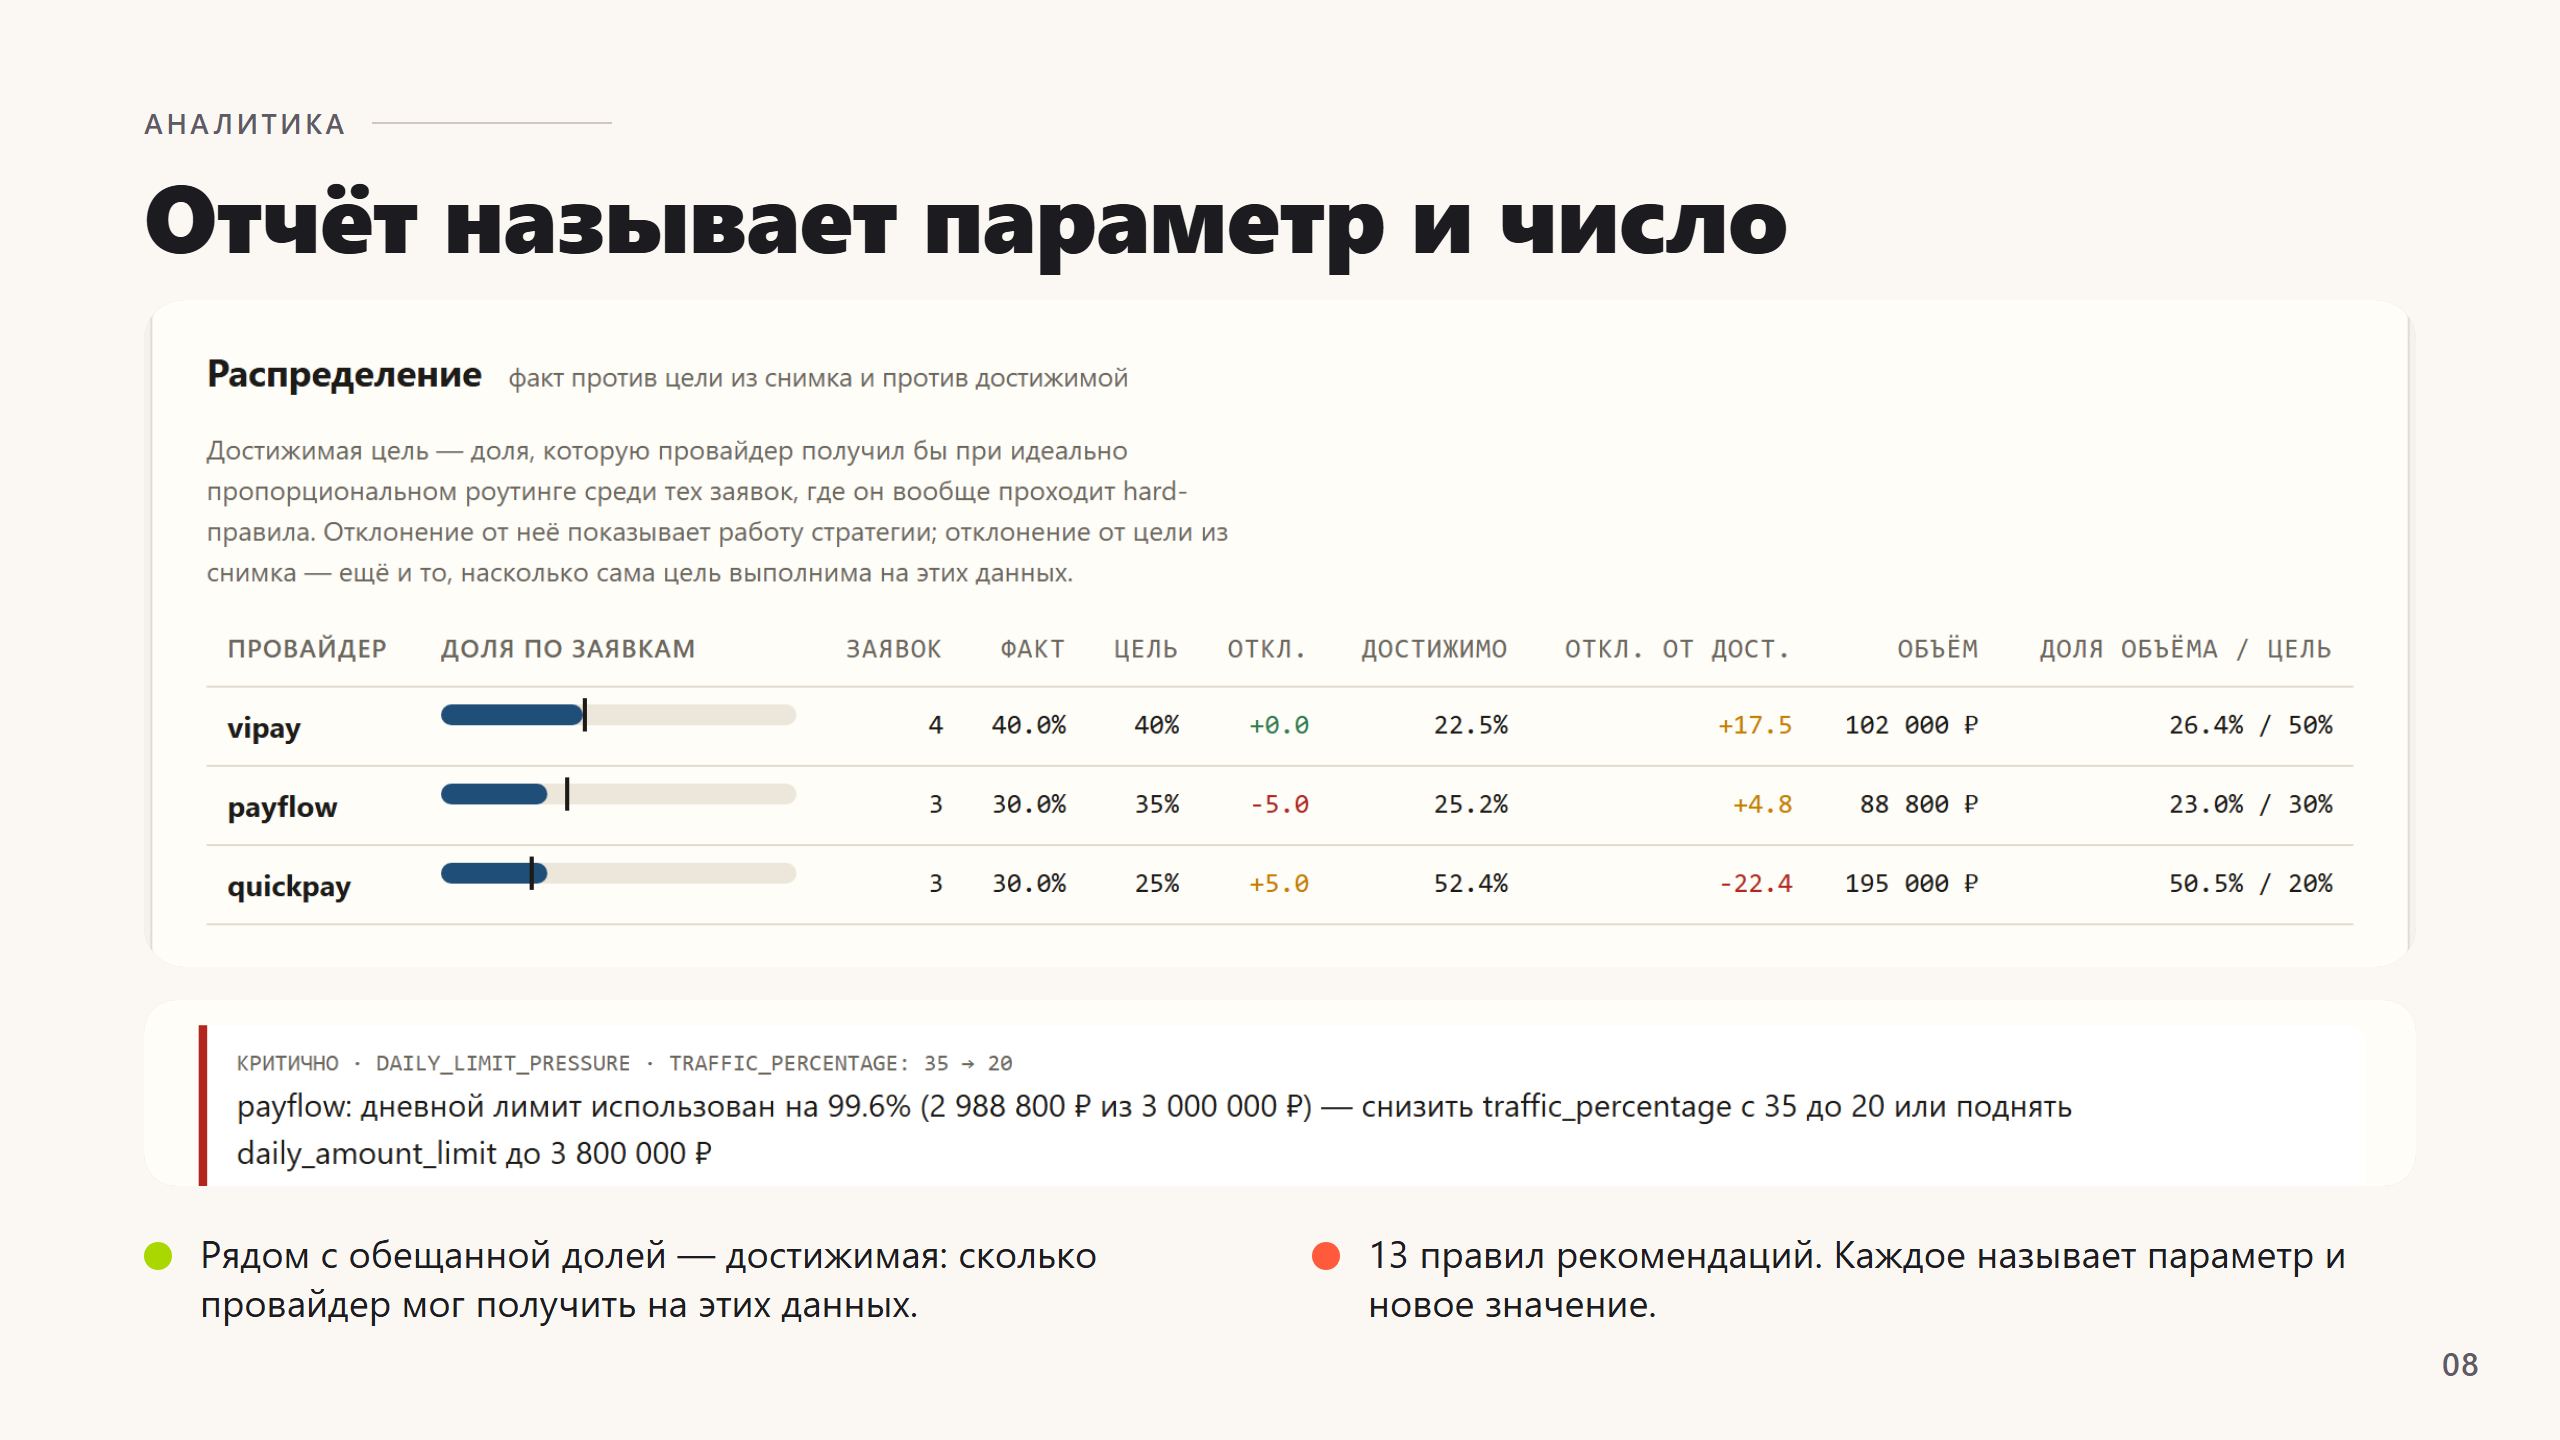 АНАЛИТИКА
Отчёт называет параметр и число
Распределение факт против цели из снимка и против достижимой
Достижимая цель — доля, которую провайдер получил бы при идеально
пропорциональном роутинге среди тех заявок, где он вообще проходит hard-
правила. Отклонение от неё показывает работу стратегии; отклонение от цели из
снимка — ещё и то, насколько сама цель выполнима на этих данных.
ПРОВАЙДЕР ДОЛЯ ПО ЗАЯВКАМ ЗАЯВОК ФАКТ ЦЕЛЬ ОТКЛ. ДОСТИЖИМО ОТКЛ. ОТ ДОСТ. ОБЪЁМ ДОЛЯ ОБЪЁМА / ЦЕЛЬ
vipay 4 40.0% 40% +0.0 22.5% +17.5 102 000 ₽ 26.4% / 50%
payflow 3 30.0% 35% -5.0 25.2% +4.8 88 800 ₽ 23.0% / 30%
quickpay 3 30.0% 25% +5.0 52.4% -22.4 195 000 ₽ 50.5% / 20%
КРИТИЧНО · DAILY_LIMIT_PRESSURE · TRAFFIC_PERCENTAGE: 35 → 20
payflow: дневной лимит использован на 99.6% (2 988 800 ₽ из 3 000 000 ₽) — снизить traffic_percentage с 35 до 20 или поднять
daily_amount_limit до 3 800 000 ₽
Рядом с обещанной долей — достижимая: сколько
провайдер мог получить на этих данных.
13 правил рекомендаций. Каждое называет параметр и
новое значение.
08